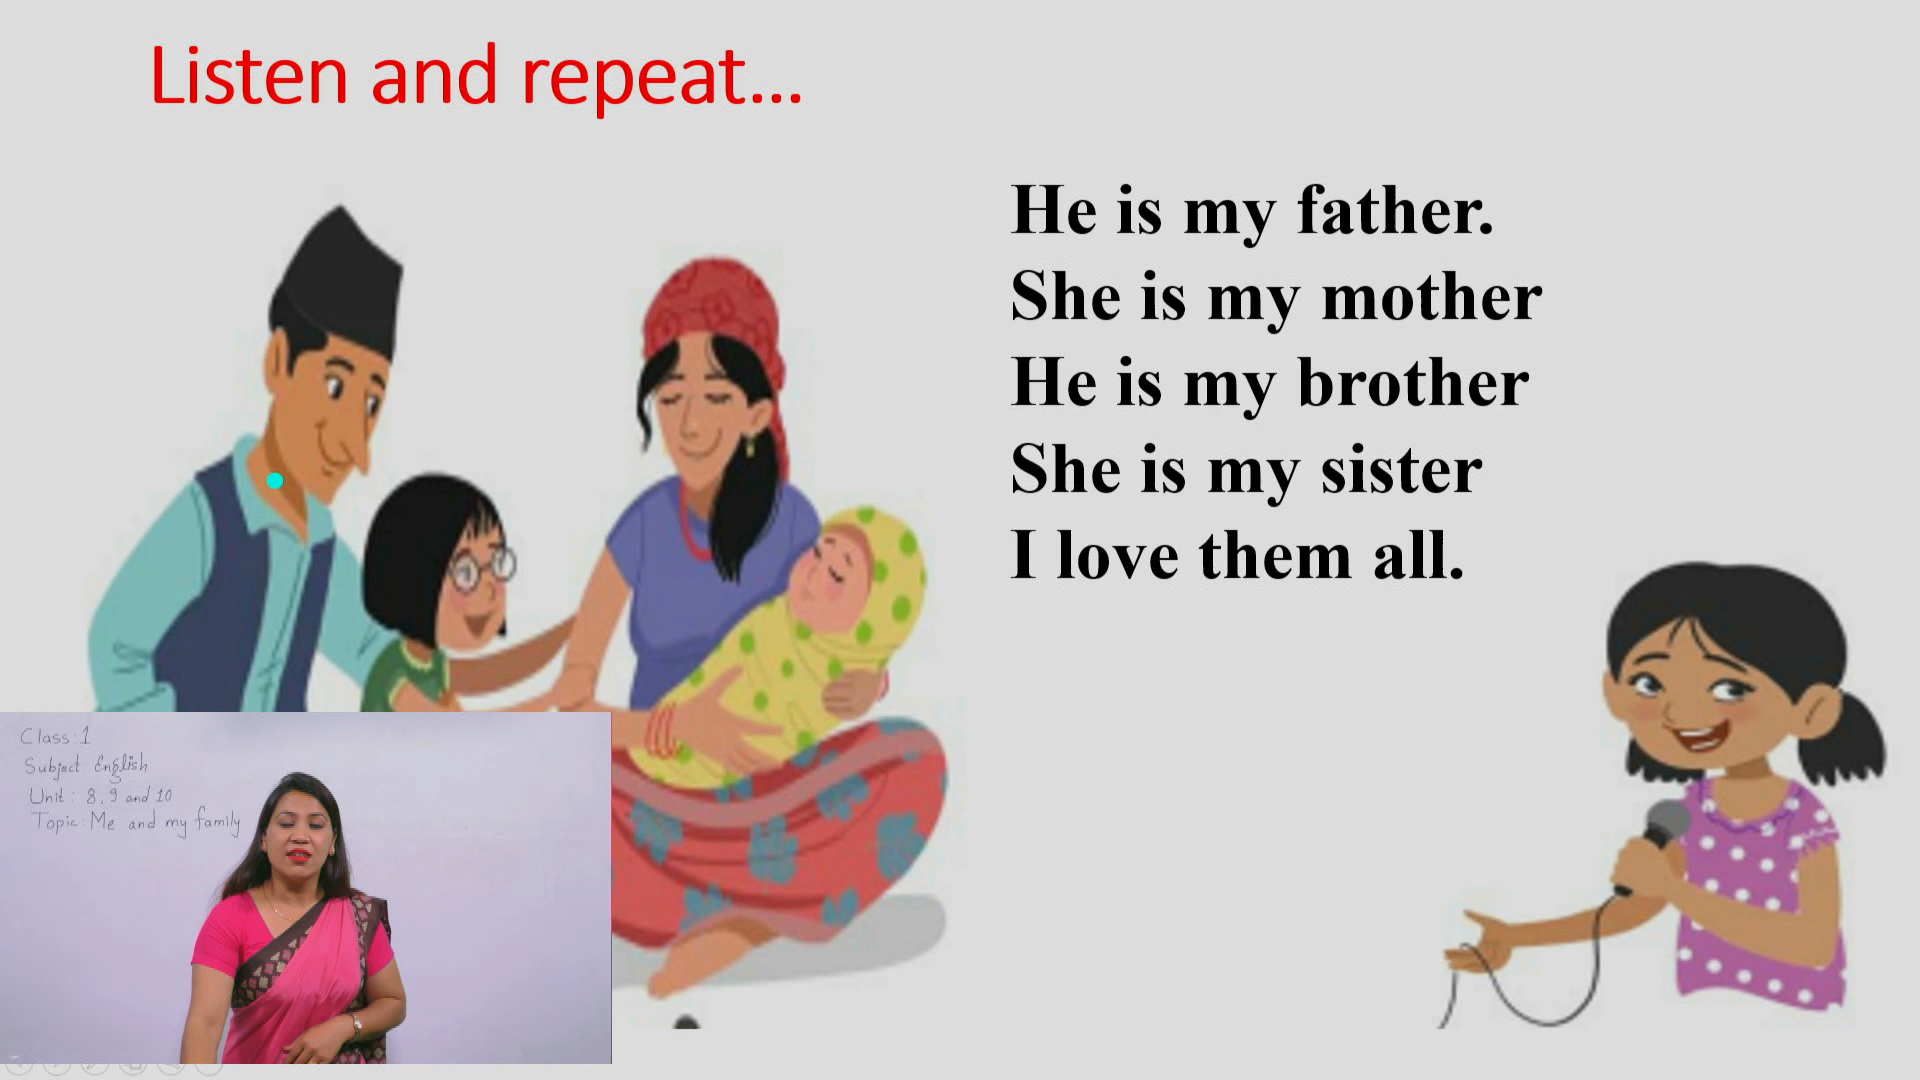 Listen and repeat...
He is my father.
She is my mother
He is my brother
She is my sister
I love them all.
Class: 1
Subject English
Unit: 8, 9 and 10
Topic: Me and my family